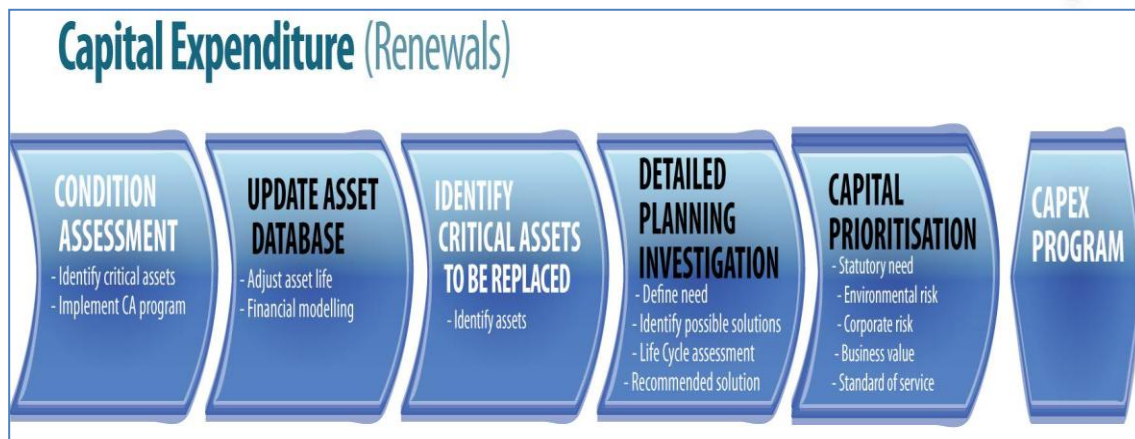 Capital Expenditure (Renewals)
CONDITION
ASSESSMENT
- Identify critical assets
- Implement CA program
UPDATE ASSET
DATABASE
- Adjust asset life
- Financial modelling
IDENTIFY
CRITICAL ASSETS
TO BE REPLACED
- Identify assets
DETAILED
PLANNING
INVESTIGATION
- Define need
- Identify possible solutions
- Life Cycle assessment
- Recommended solution
CAPITAL
PRIORITISATION
- Statutory need
- Environmental risk
- Corporate risk
- Business value
- Standard of service
CAPEX
PROGRAM